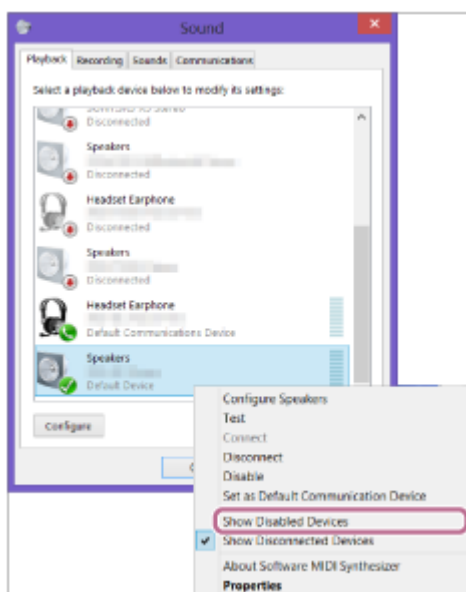 Sound
Playback Recording Sounds Communications
Select a playback device below to modify its settings:
Stereo
Disconnected
Speakers
Disconnected
Headset Earphone
Disconnected
Speakers
Disconnected
Headset Earphone
Default Communications Device
Speakers
Default Device
Configure
Configure Speakers
Test
Connect
Disconnect
Disable
Set as Default Communication Device
Show Disabled Devices
Show Disconnected Devices
About Software MIDI Synthesizer
Properties